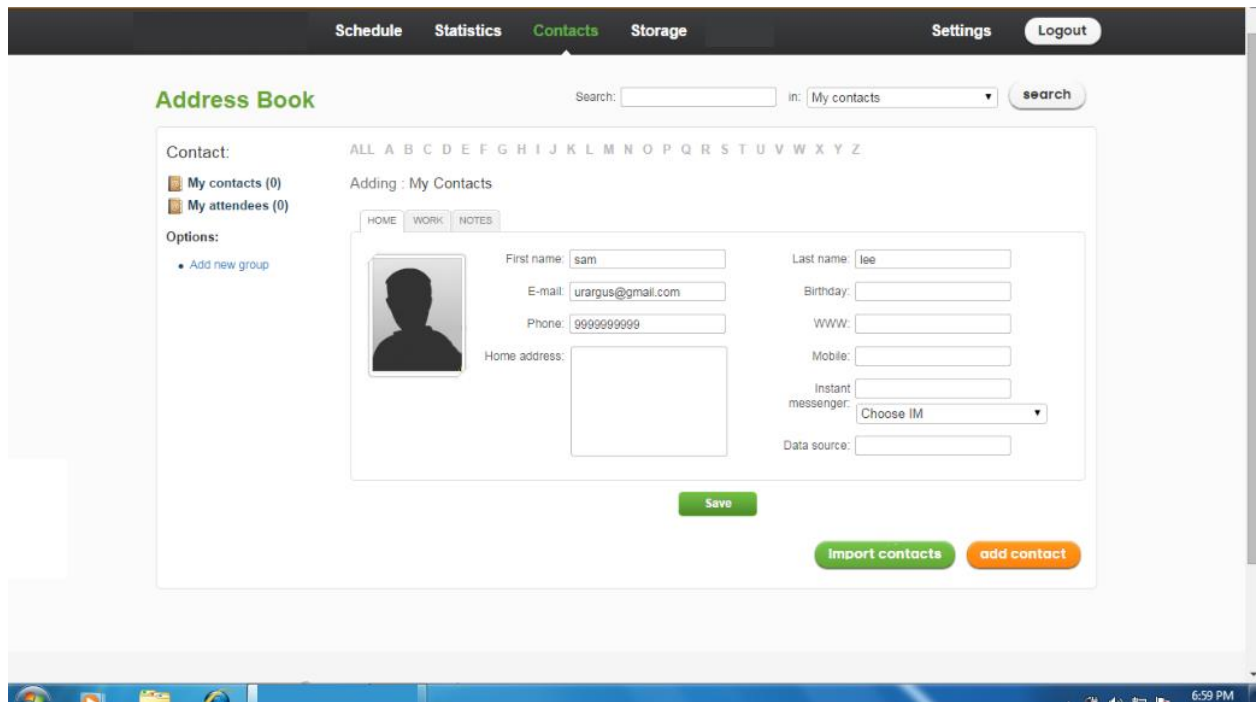 Schedule Statistics Contacts Storage Settings Logout
Address Book
Search: in: My contacts search
Contact:
My contacts (0)
My attendees (0)
Options:
Add new group
ALL A B C D E F G H I J K L M N O P Q R S T U V W X Y Z
Adding : My Contacts
HOME WORK NOTES
First name: sam Last name: lee
E-mail: urargus@gmail.com Birthday:
Phone: 9999999999 WWW:
Home address: Mobile:
Instant
messenger: Choose IM
Data source:
Save
Import contacts add contact
6:59 PM